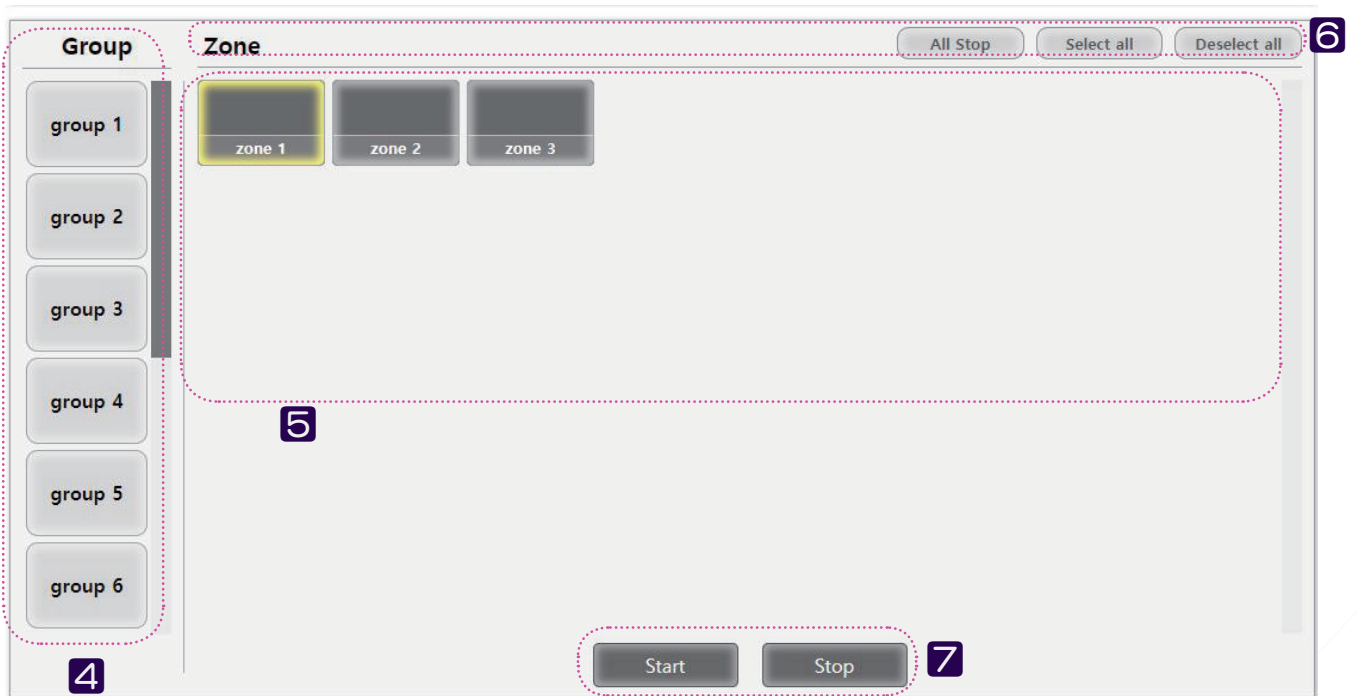 Group
Zone
All Stop
Select all
Deselect all
6
group 1
group 2
group 3
group 4
group 5
group 6
4
zone 1
zone 2
zone 3
5
Start
Stop
7